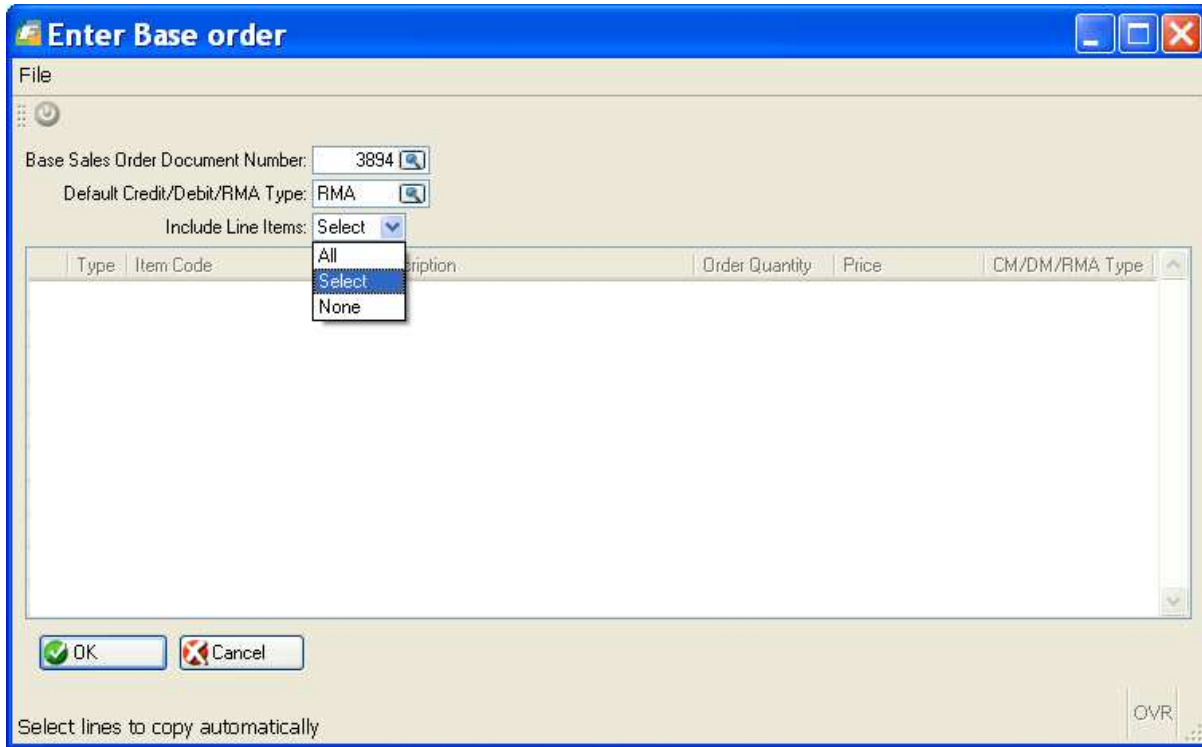 Enter Base order
File
Base Sales Order Document Number: 3894
Default Credit/Debit/RMA Type: RMA
Include Line Items: Select
All
Select
None
Type Item Code cription Order Quantity Price CM/DM/RMA Type
OK Cancel
Select lines to copy automatically OVR